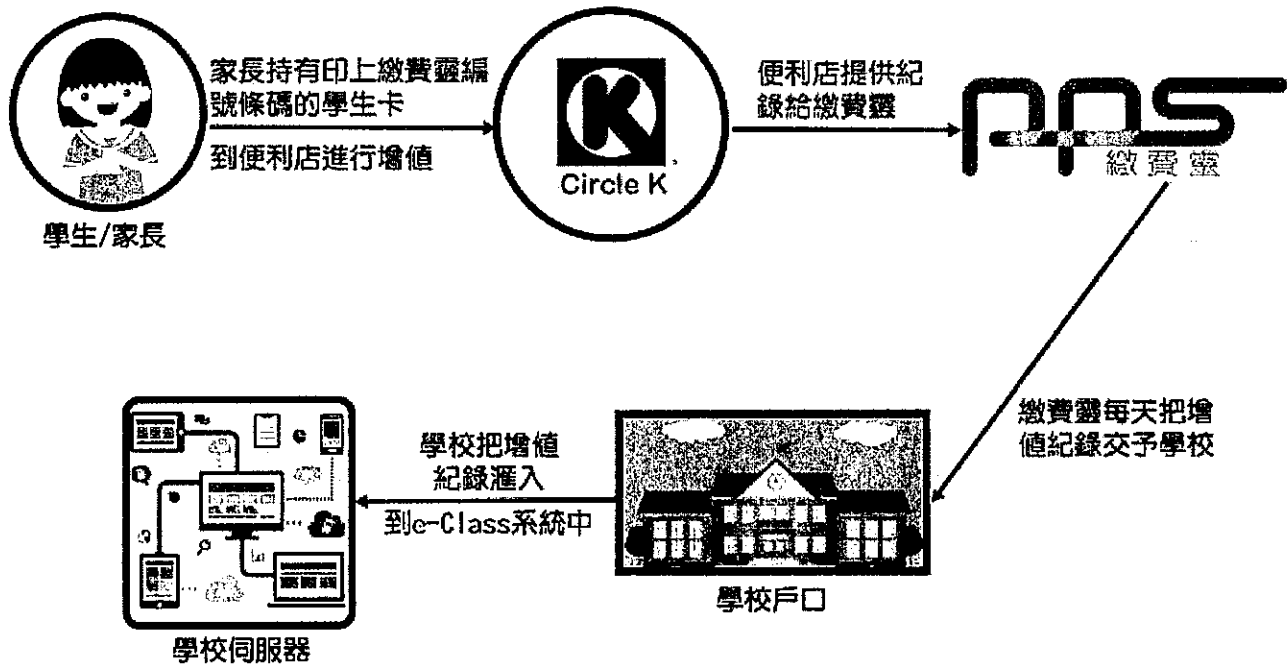 家長持有印上繳費靈編
號條碼的學生卡
到便利店進行增值
學生/家長
K
Circle K
便利店提供紀
錄給繳費靈
PPS
繳費靈
繳費靈每天把增
值紀錄交予學校
學校戶口
學校把增值
紀錄滙入
到e-Class系統中
學校伺服器